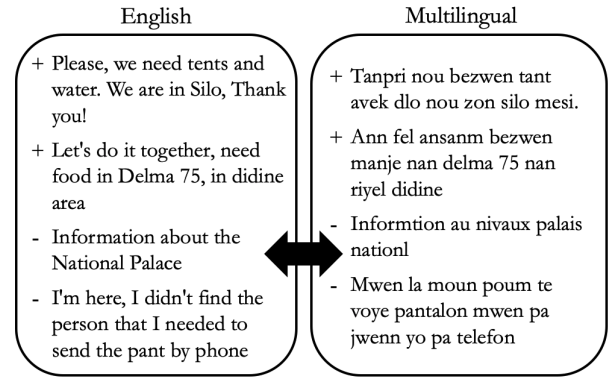 English
+ Please, we need tents and
water. We are in Silo, Thank
you!
+ Let's do it together, need
food in Delma 75, in didine
area
- Information about the
National Palace
- I'm here, I didn't find the
person that I needed to
send the pant by phone
Multilingual
+ Tanpri nou bezwen tant
avek dlo nou zon silo mesi.
+ Ann fel ansanm bezwen
manje nan delma 75 nan
riyel didine
- Informtion au nivaux palais
nationl
- Mwen la moun poum te
voye pantalon mwen pa
jwenn yo pa telefon